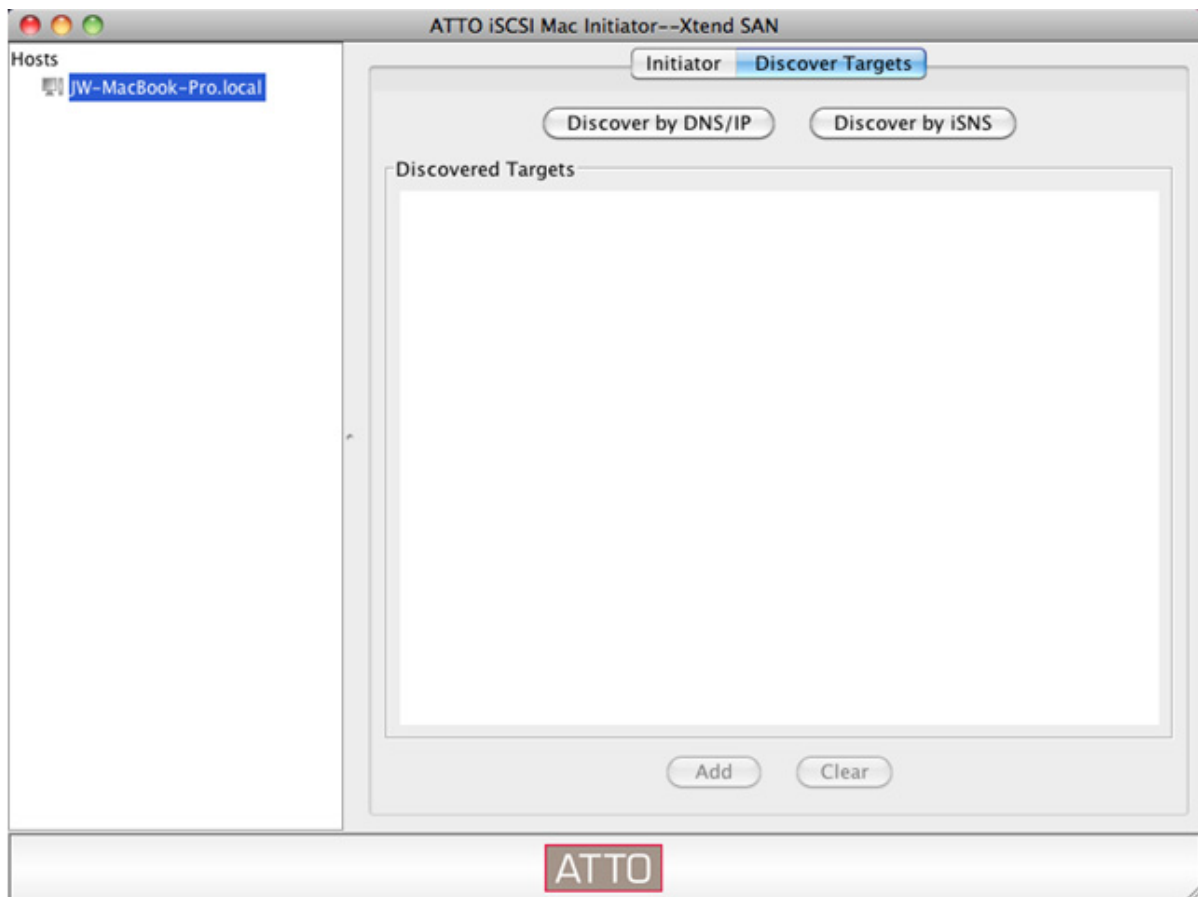 ATTO iSCSI Mac Initiator--Xtend SAN
Hosts
JW-MacBook-Pro.local
Initiator
Discover Targets
Discover by DNS/IP
Discover by iSNS
Discovered Targets
Add
Clear
ATTO